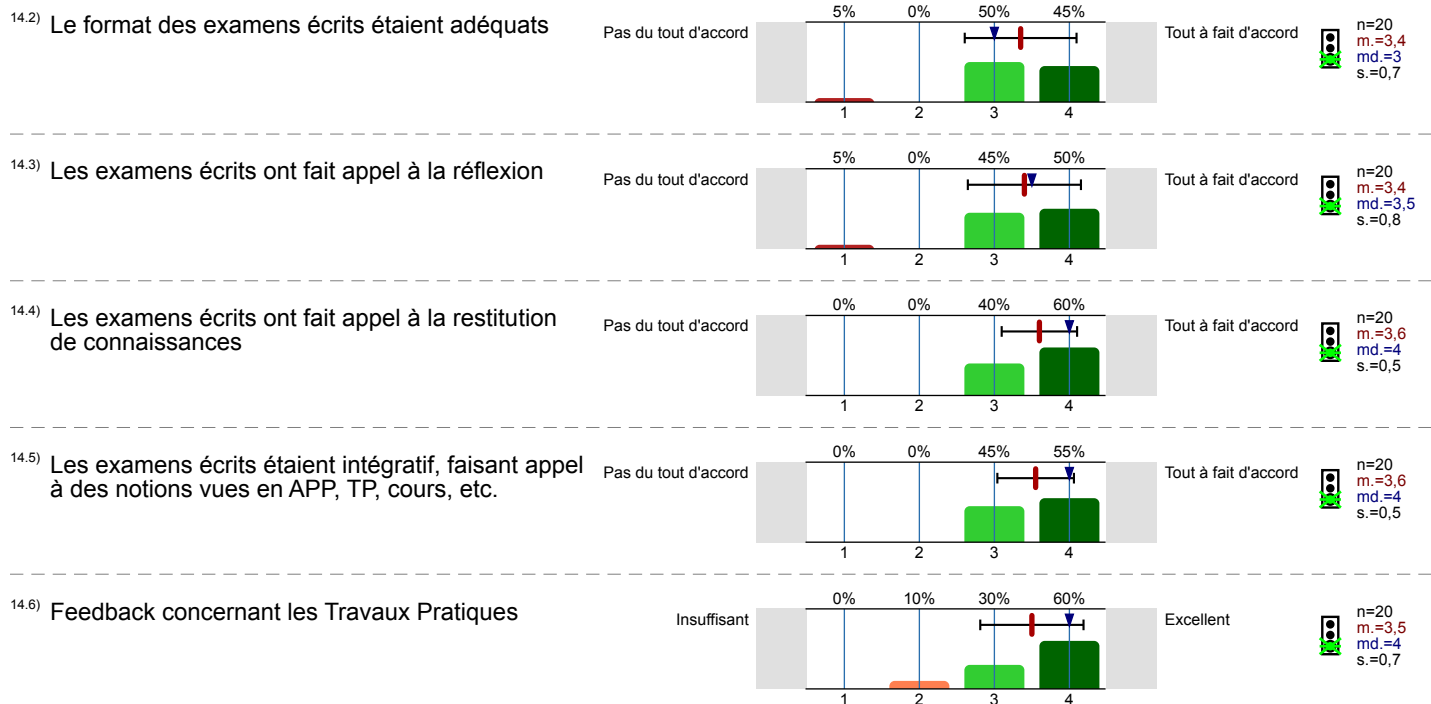 14.2) Le format des examens écrits étaient adéquats
Pas du tout d'accord
5% 0% 50% 45%
1 2 3 4
Tout à fait d'accord
n=20
m.=3,4
md.=3
s.=0,7
14.3) Les examens écrits ont fait appel à la réflexion
Pas du tout d'accord
5% 0% 45% 50%
1 2 3 4
Tout à fait d'accord
n=20
m.=3,4
md.=3,5
s.=0,8
14.4) Les examens écrits ont fait appel à la restitution
de connaissances
Pas du tout d'accord
0% 0% 40% 60%
1 2 3 4
Tout à fait d'accord
n=20
m.=3,6
md.=4
s.=0,5
14.5) Les examens écrits étaient intégratif, faisant appel
à des notions vues en APP, TP, cours, etc.
Pas du tout d'accord
0% 0% 45% 55%
1 2 3 4
Tout à fait d'accord
n=20
m.=3,6
md.=4
s.=0,5
14.6) Feedback concernant les Travaux Pratiques
Insuffisant
0% 10% 30% 60%
1 2 3 4
Excellent
n=20
m.=3,5
md.=4
s.=0,7